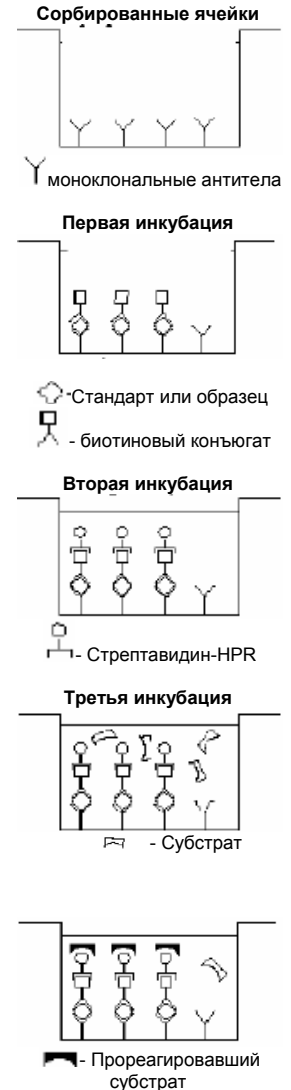 Сорбированные ячейки
моноклональные антитела
Первая инкубация
-Стандарт или образец
- биотиновый конъюгат
Вторая инкубация
- Стрептавидин-HPR
Третья инкубация
- Субстрат
- Прореагировавший
субстрат